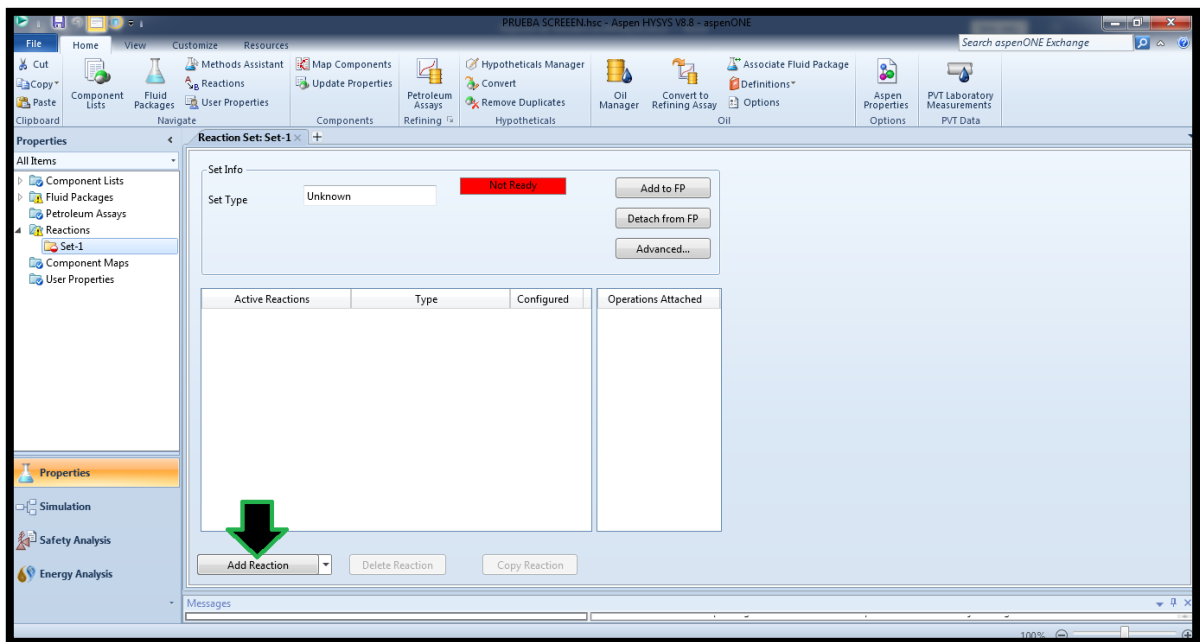 PRUEBA SCREEEN.hsc - Aspen HYSYS V8.8 - aspenONE
File Home View Customize Resources
Search aspenONE Exchange
Cut
Copy
Paste
Clipboard
Component Lists
Fluid Packages
Methods Assistant
Reactions
User Properties
Navigate
Map Components
Update Properties
Components
Petroleum Assays
Refining
Hypotheticals Manager
Convert
Remove Duplicates
Hypotheticals
Oil Manager
Convert to Refining Assay
Associate Fluid Package
Definitions
Options
Oil
Aspen Properties
Options
PVT Laboratory Measurements
PVT Data
Properties
All Items
Component Lists
Fluid Packages
Petroleum Assays
Reactions
Set-1
Component Maps
User Properties
Properties
Simulation
Safety Analysis
Energy Analysis
Reaction Set: Set-1
Set Info
Set Type Unknown
Not Ready
Add to FP
Detach from FP
Advanced...
Active Reactions Type Configured
Operations Attached
Add Reaction
Delete Reaction
Copy Reaction
Messages
100%